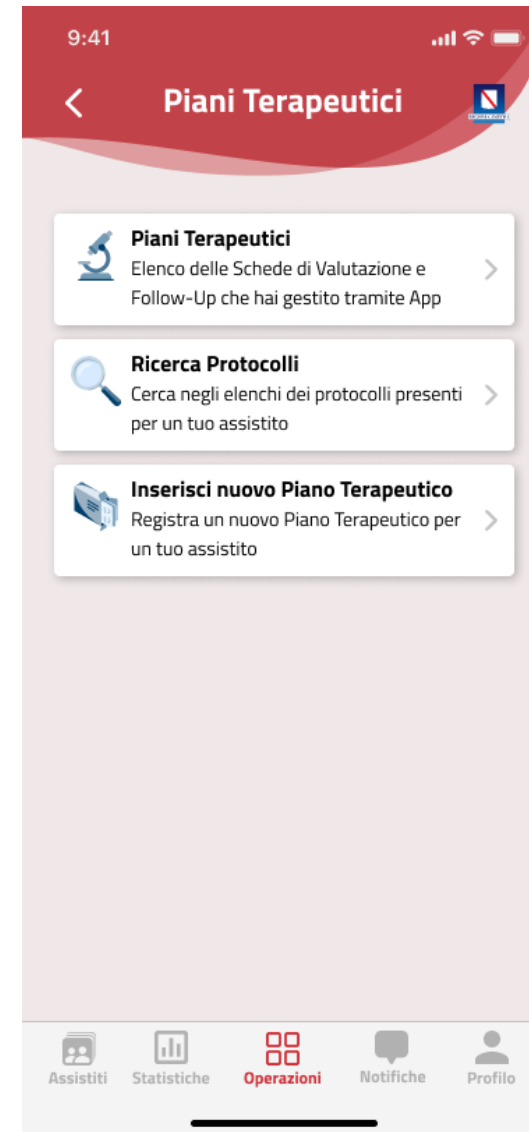 9:41
Piani Terapeutici
Piani Terapeutici
Elenco delle Schede di Valutazione e
Follow-Up che hai gestito tramite App
Ricerca Protocolli
Cerca negli elenchi dei protocolli presenti
per un tuo assistito
Inserisci nuovo Piano Terapeutico
Registra un nuovo Piano Terapeutico per
un tuo assistito
Assistiti Statistiche Operazioni Notifiche Profilo